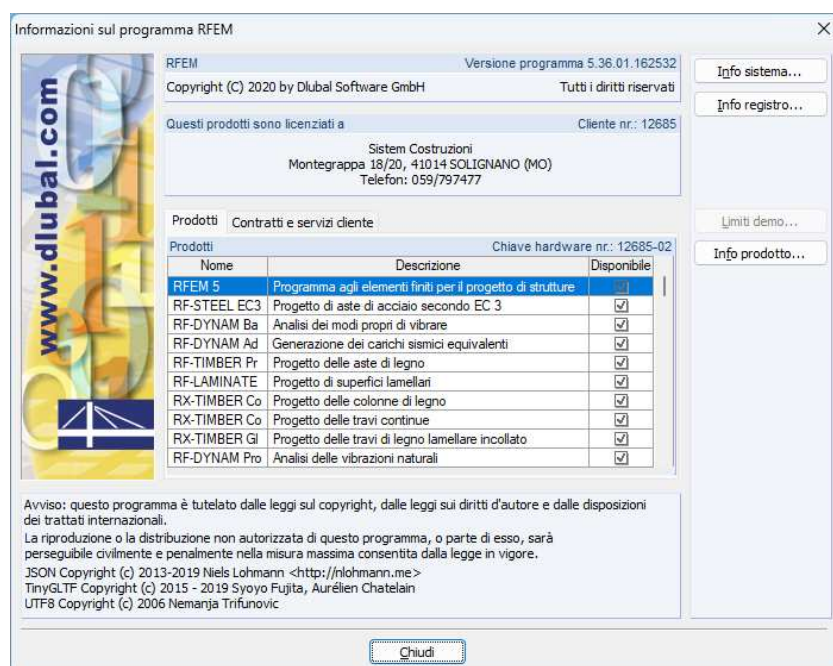 Informazioni sul programma RFEM
www.dlubal.com
RFEM Versione programma 5.36.01.162532
Copyright (C) 2020 by Dlubal Software GmbH Tutti i diritti riservati
Questi prodotti sono licenziati a Cliente nr.: 12685
Sistem Costruzioni
Montegrappa 18/20, 41014 SOLIGNANO (MO)
Telefon: 059/797477
Prodotti Contratti e servizi cliente
Prodotti Chiave hardware nr.: 12685-02
Nome Descrizione Disponibile
RFEM 5 Programma agli elementi finiti per il progetto di strutture
RF-STEEL EC3 Progetto di aste di acciaio secondo EC 3
RF-DYNAM Ba Analisi dei modi propri di vibrare
RF-DYNAM Ad Generazione dei carichi sismici equivalenti
RF-TIMBER Pr Progetto delle aste di legno
RF-LAMINATE Progetto di superfici lamellari
RX-TIMBER Co Progetto delle colonne di legno
RX-TIMBER Co Progetto delle travi continue
RX-TIMBER Gl Progetto delle travi di legno lamellare incollato
RF-DYNAM Pro Analisi delle vibrazioni naturali
Info sistema...
Info registro...
Limiti demo...
Info prodotto...
Avviso: questo programma è tutelato dalle leggi sul copyright, dalle leggi sui diritti d'autore e dalle disposizioni
dei trattati internazionali.
La riproduzione o la distribuzione non autorizzata di questo programma, o parte di esso, sarà
perseguibile civilmente e penalmente nella misura massima consentita dalla legge in vigore.
JSON Copyright (c) 2013-2019 Niels Lohmann <http://nlohmann.me>
TinyGLTF Copyright (c) 2015 - 2019 Syoyo Fujita, Aurélien Chatelain
UTF8 Copyright (c) 2006 Nemanja Trifunovic
Chiudi